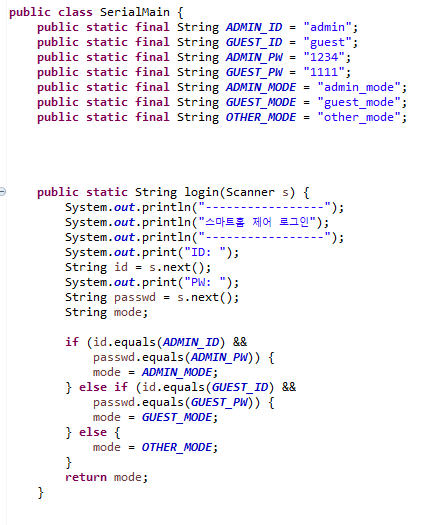 public class SerialMain {
    public static final String ADMIN_ID = "admin";
    public static final String GUEST_ID = "guest";
    public static final String ADMIN_PW = "1234";
    public static final String GUEST_PW = "1111";
    public static final String ADMIN_MODE = "admin_mode";
    public static final String GUEST_MODE = "guest_mode";
    public static final String OTHER_MODE = "other_mode";
    public static String login(Scanner s) {
        System.out.println("-----------------");
        System.out.println("스마트홈 제어 로그인");
        System.out.println("-----------------");
        System.out.print("ID: ");
        String id = s.next();
        System.out.print("PW: ");
        String passwd = s.next();
        String mode;
        if (id.equals(ADMIN_ID) &&
            passwd.equals(ADMIN_PW)) {
            mode = ADMIN_MODE;
        } else if (id.equals(GUEST_ID) &&
            passwd.equals(GUEST_PW)) {
            mode = GUEST_MODE;
        } else {
            mode = OTHER_MODE;
        }
        return mode;
    }